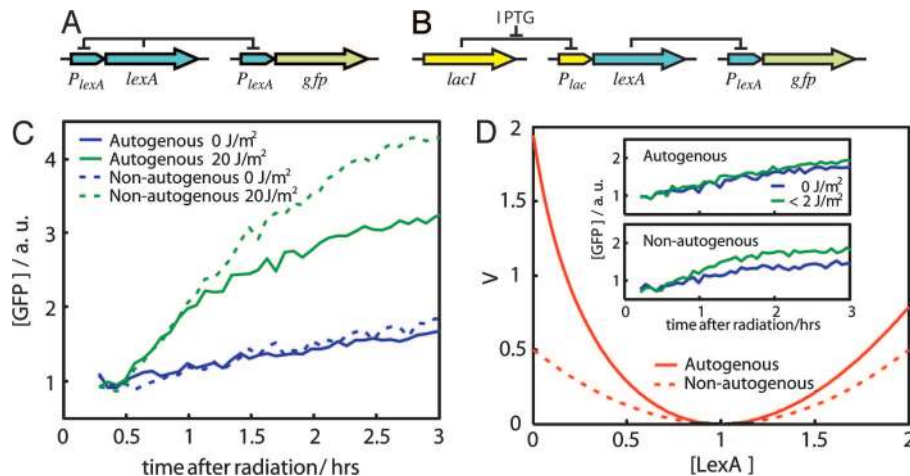 A
B
IPTG
P_lexA lexA P_lexA gfp
lacI P_lac lexA P_lexA gfp
C
Autogenous 0 J/m²
Autogenous 20 J/m²
Non-autogenous 0 J/m²
Non-autogenous 20J/m²
[GFP] / a. u.
4
3
2
1
0 0.5 1 1.5 2 2.5 3
time after radiation/ hrs
D
2
1.5
1
0.5
0
V
Autogenous
0 J/m²
< 2 J/m²
2
1
Non-autogenous
2
1
[GFP] / a. u.
1 2 3
time after radiation/hrs
Autogenous
Non-autogenous
0 0.5 1 1.5 2
[LexA]